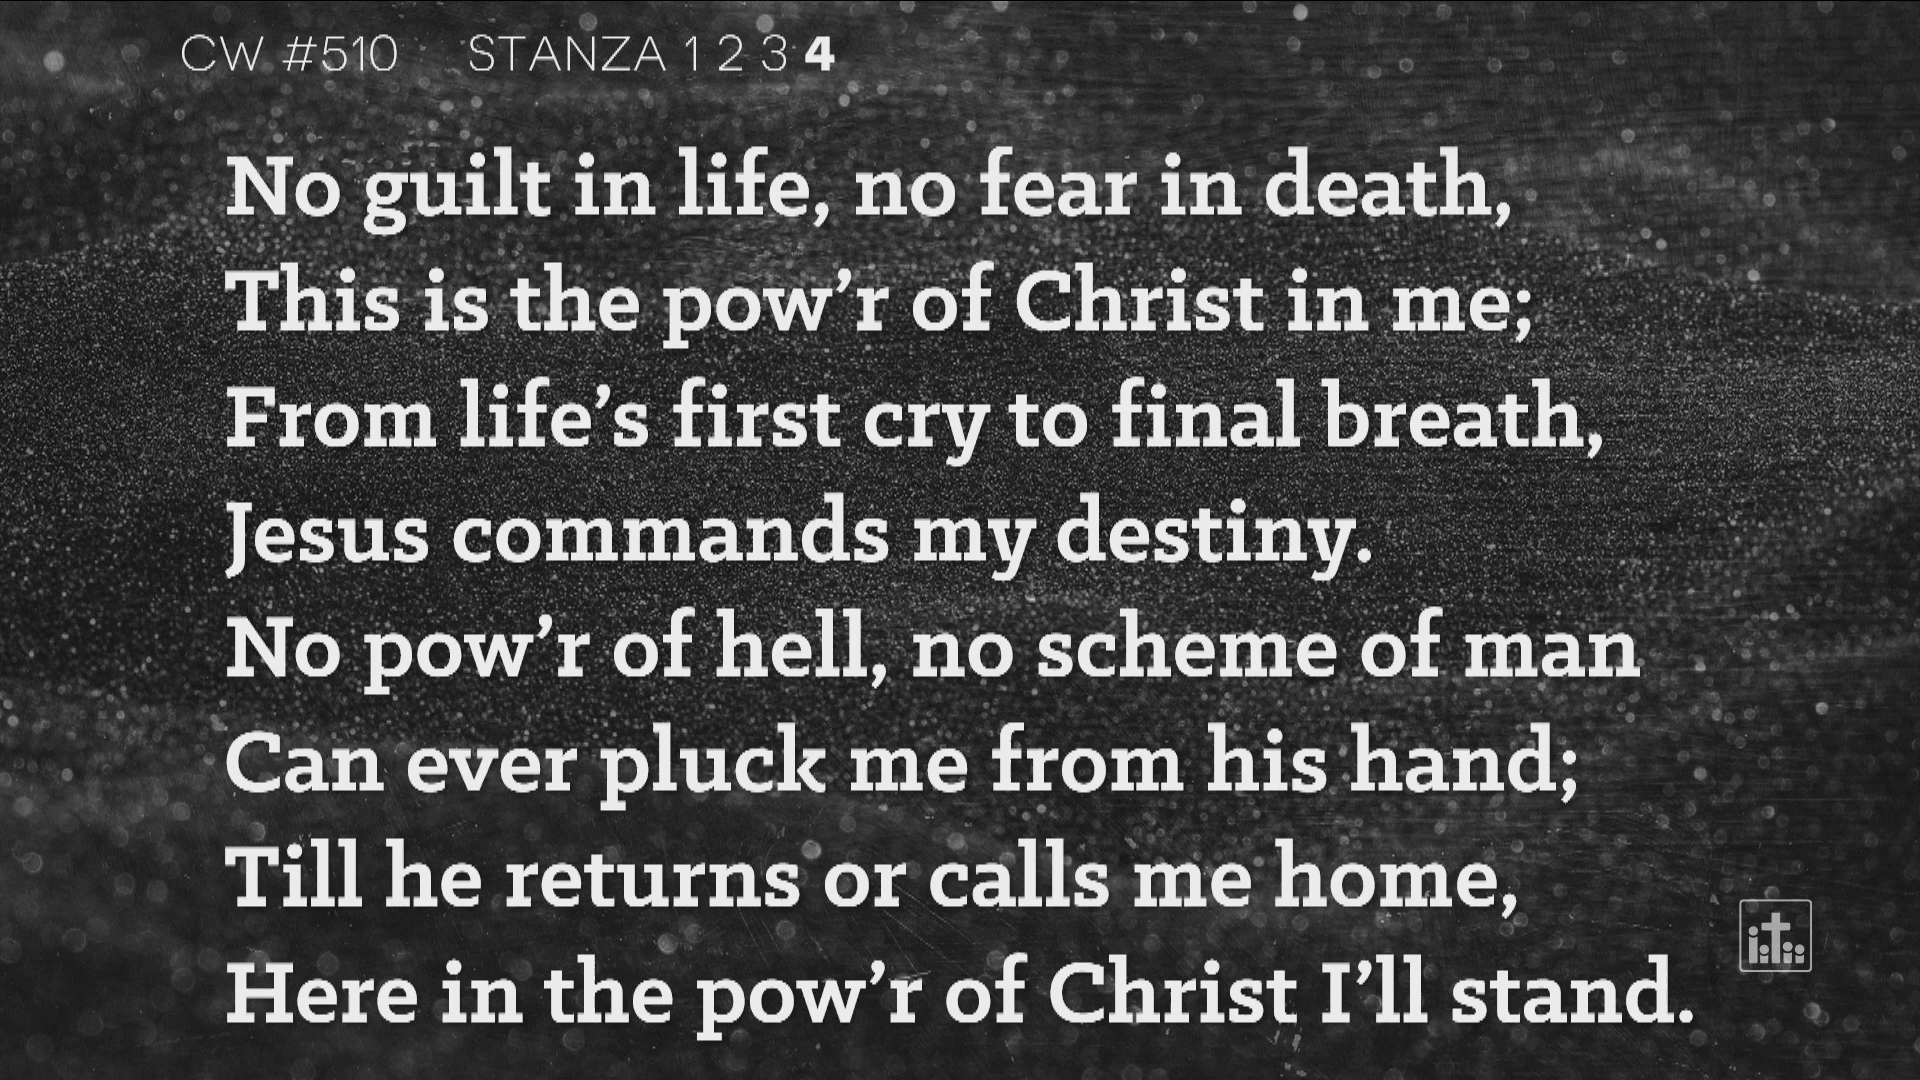 CW #510 STANZA 1 2 3 4
No guilt in life, no fear in death,
This is the pow’r of Christ in me;
From life’s first cry to final breath,
Jesus commands my destiny.
No pow’r of hell, no scheme of man
Can ever pluck me from his hand;
Till he returns or calls me home,
Here in the pow’r of Christ I’ll stand.